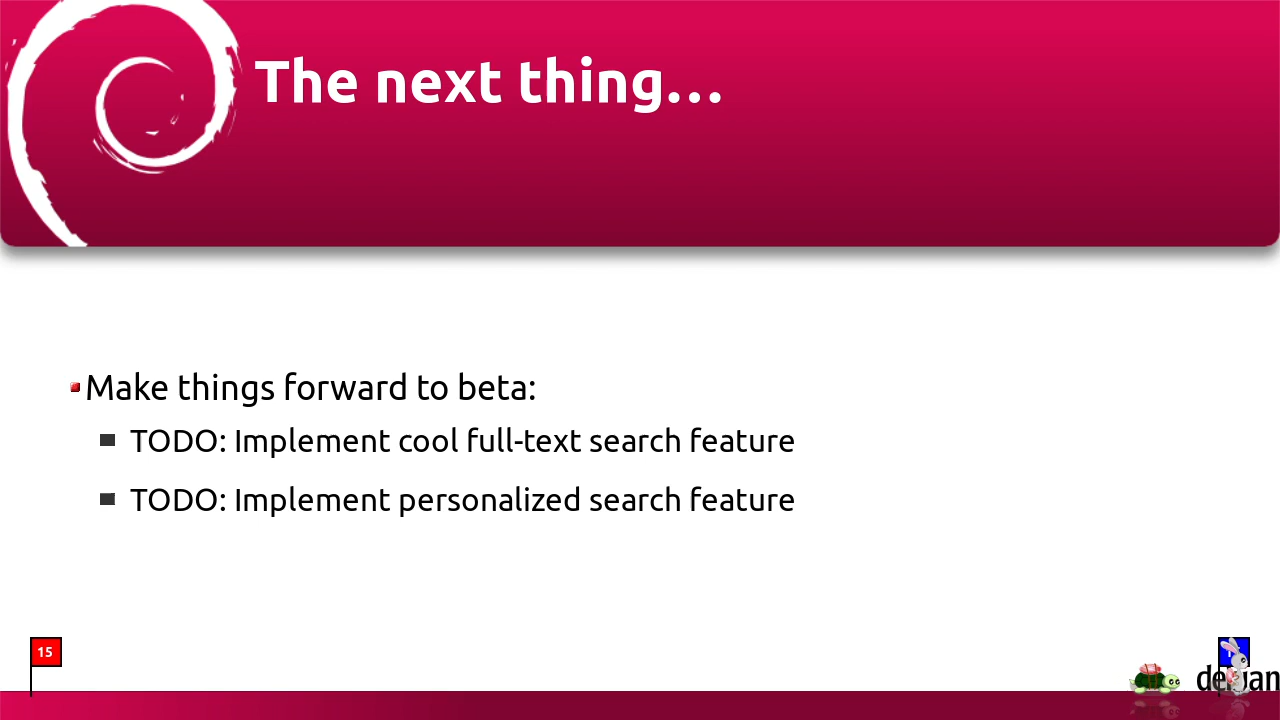 The next thing…
Make things forward to beta:
TODO: Implement cool full-text search feature
TODO: Implement personalized search feature
15
debian